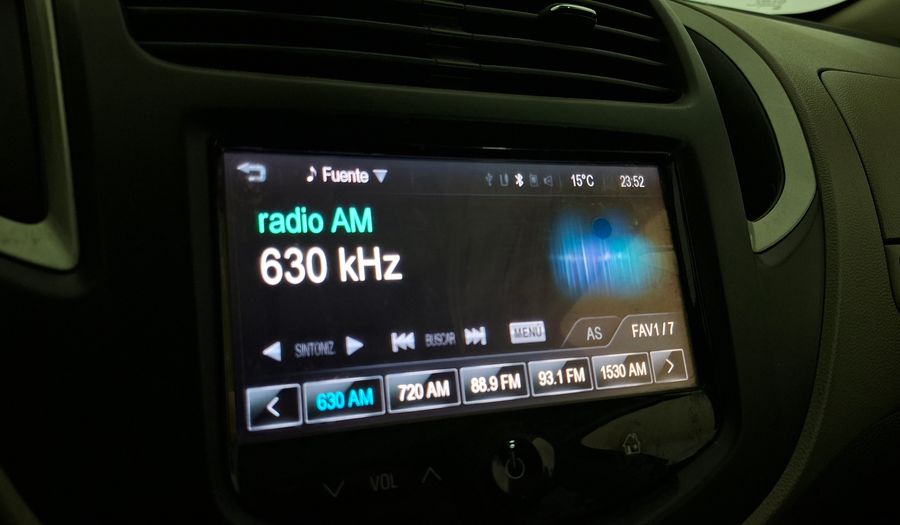 Fuente 15°C 23:52
radio AM
630 kHz
SINTONIZ. BUSCAR MENÚ AS FAV1 / 7
630 AM 720 AM 88.9 FM 93.1 FM 1530 AM
VOL